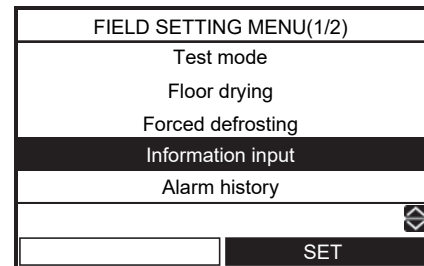 FIELD SETTING MENU(1/2)
Test mode
Floor drying
Forced defrosting
Information input
Alarm history
SET